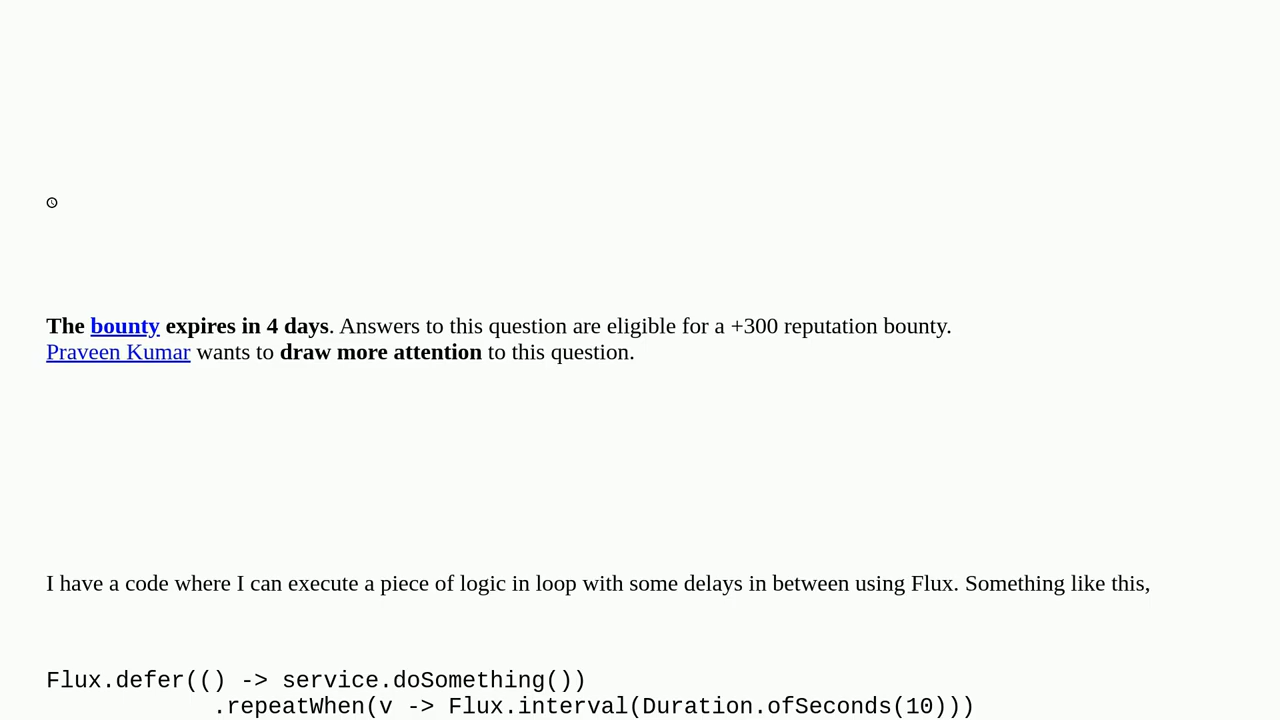 The bounty expires in 4 days. Answers to this question are eligible for a +300 reputation bounty.
Praveen Kumar wants to draw more attention to this question.
I have a code where I can execute a piece of logic in loop with some delays in between using Flux. Something like this,
Flux.defer(() -> service.doSomething())
            .repeatWhen(v -> Flux.interval(Duration.ofSeconds(10)))